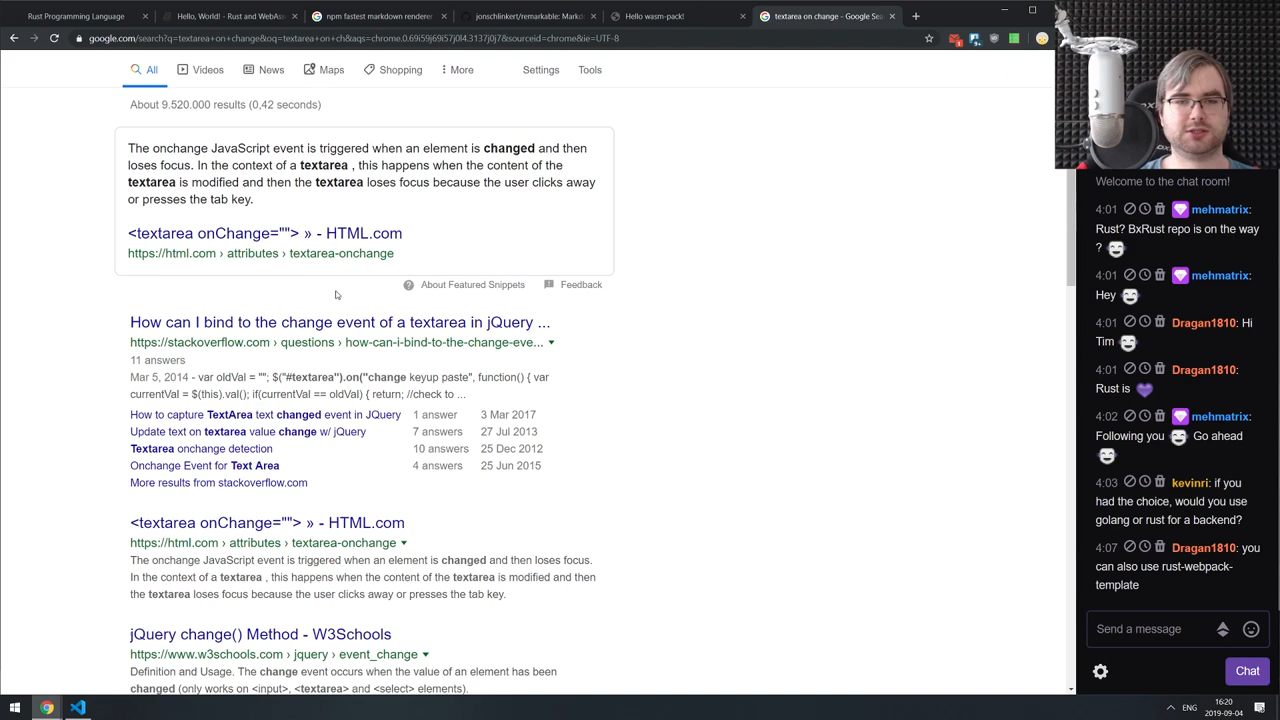 Rust Programming Language
Hello, World! - Rust and WebAss
npm fastest markdown renderer
jonschlinkert/remarkable: Markd
Hello wasm-pack!
textarea on change - Google Sea
google.com/search?q=textarea+on+change&oq=textarea+on+ch&aqs=chrome.0.69i59j69i57j0l4.3137j0j7&sourceid=chrome&ie=UTF-8
All
Videos
News
Maps
Shopping
More
Settings
Tools
About 9.520.000 results (0,42 seconds)
The onchange JavaScript event is triggered when an element is changed and then
loses focus. In the context of a textarea , this happens when the content of the
textarea is modified and then the textarea loses focus because the user clicks away
or presses the tab key.
<textarea onChange=""> » - HTML.com
https://html.com › attributes › textarea-onchange
About Featured Snippets
Feedback
How can I bind to the change event of a textarea in jQuery ...
https://stackoverflow.com › questions › how-can-i-bind-to-the-change-eve...
11 answers
Mar 5, 2014 - var oldVal = ""; $("#textarea").on("change keyup paste", function() { var
currentVal = $(this).val(); if(currentVal == oldVal) { return; //check to ...
How to capture TextArea text changed event in JQuery 1 answer 3 Mar 2017
Update text on textarea value change w/ jQuery 7 answers 27 Jul 2013
Textarea onchange detection 10 answers 25 Dec 2012
Onchange Event for Text Area 4 answers 25 Jun 2015
More results from stackoverflow.com
<textarea onChange=""> » - HTML.com
https://html.com › attributes › textarea-onchange
The onchange JavaScript event is triggered when an element is changed and then loses focus.
In the context of a textarea , this happens when the content of the textarea is modified and then
the textarea loses focus because the user clicks away or presses the tab key.
jQuery change() Method - W3Schools
https://www.w3schools.com › jquery › event_change
Definition and Usage. The change event occurs when the value of an element has been
changed (only works on <input>, <textarea> and <select> elements).
Welcome to the chat room!
4:01 mehmatrix:
Rust? BxRust repo is on the way
?
4:01 mehmatrix:
Hey
4:01 Dragan1810: Hi
Tim
4:01 Dragan1810:
Rust is
4:02 mehmatrix:
Following you Go ahead
4:03 kevinri: if you
had the choice, would you use
golang or rust for a backend?
4:07 Dragan1810: you
can also use rust-webpack-
template
Send a message
Chat
ENG
16:20
2019-09-04